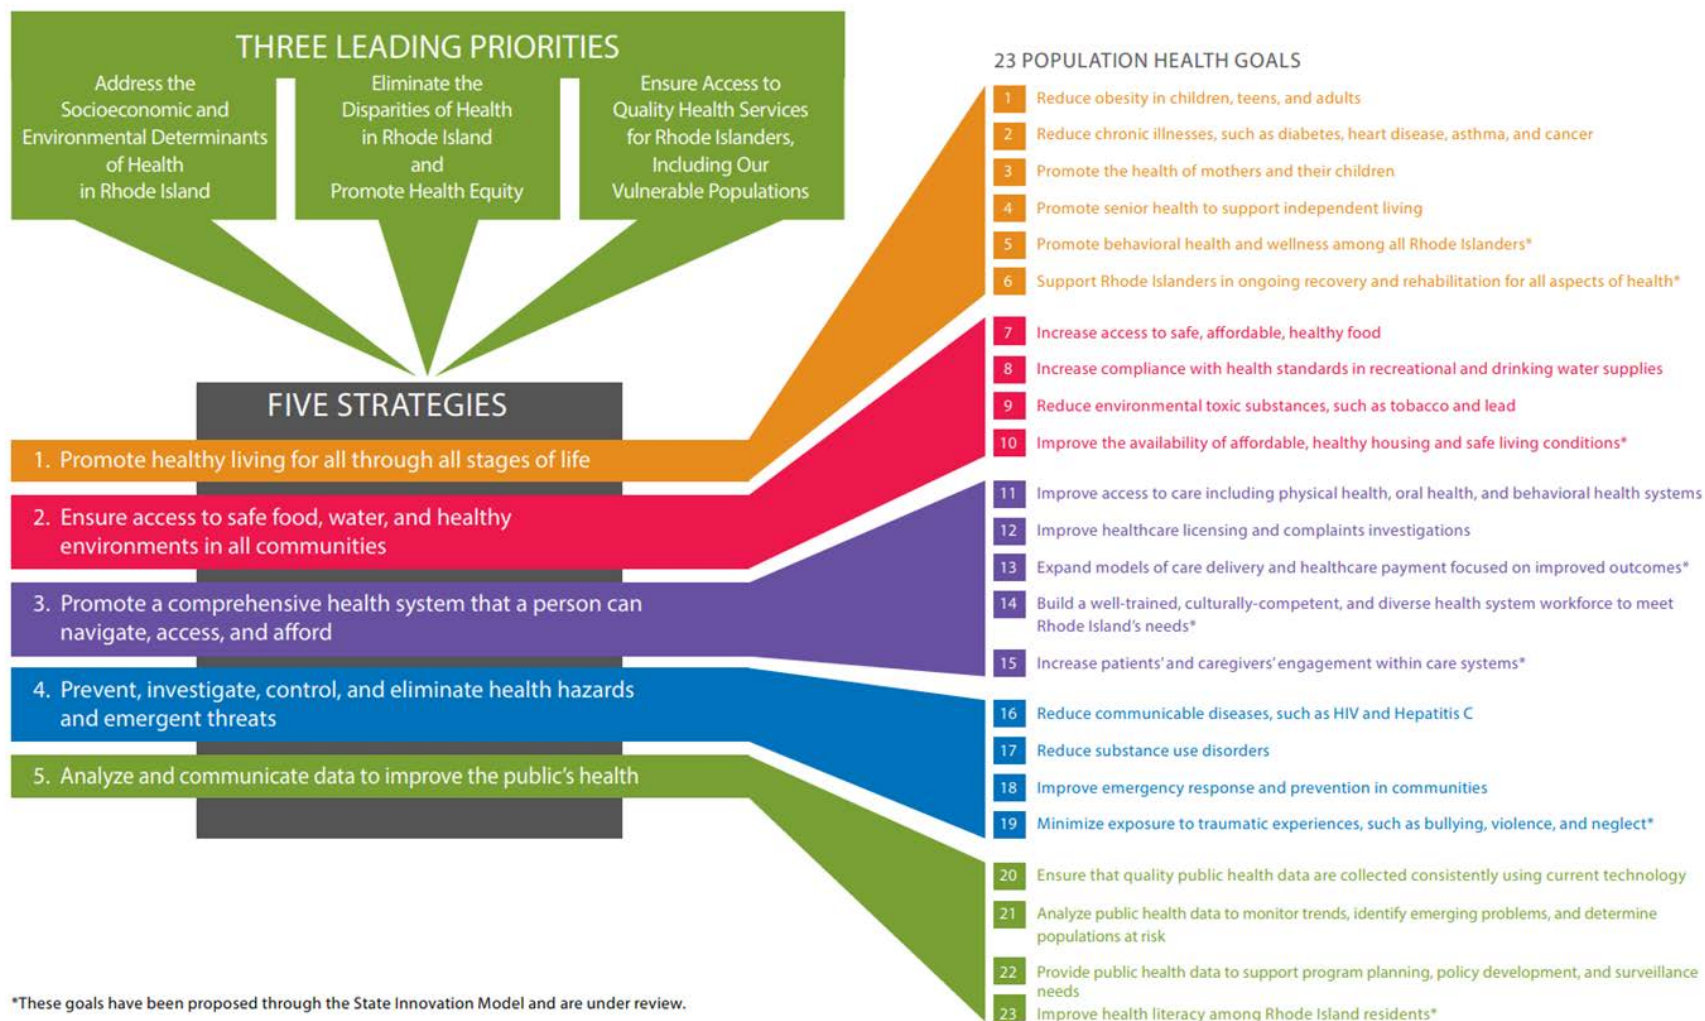 THREE LEADING PRIORITIES
Address the
Socioeconomic and
Environmental Determinants
of Health
in Rhode Island
Eliminate the
Disparities of Health
in Rhode Island
and
Promote Health Equity
Ensure Access to
Quality Health Services
for Rhode Islanders,
Including Our
Vulnerable Populations
FIVE STRATEGIES
1. Promote healthy living for all through all stages of life
2. Ensure access to safe food, water, and healthy
environments in all communities
3. Promote a comprehensive health system that a person can
navigate, access, and afford
4. Prevent, investigate, control, and eliminate health hazards
and emergent threats
5. Analyze and communicate data to improve the public's health
23 POPULATION HEALTH GOALS
1 Reduce obesity in children, teens, and adults
2 Reduce chronic illnesses, such as diabetes, heart disease, asthma, and cancer
3 Promote the health of mothers and their children
4 Promote senior health to support independent living
5 Promote behavioral health and wellness among all Rhode Islanders*
6 Support Rhode Islanders in ongoing recovery and rehabilitation for all aspects of health*
7 Increase access to safe, affordable, healthy food
8 Increase compliance with health standards in recreational and drinking water supplies
9 Reduce environmental toxic substances, such as tobacco and lead
10 Improve the availability of affordable, healthy housing and safe living conditions*
11 Improve access to care including physical health, oral health, and behavioral health systems
12 Improve healthcare licensing and complaints investigations
13 Expand models of care delivery and healthcare payment focused on improved outcomes*
14 Build a well-trained, culturally-competent, and diverse health system workforce to meet
Rhode Island's needs*
15 Increase patients' and caregivers' engagement within care systems*
16 Reduce communicable diseases, such as HIV and Hepatitis C
17 Reduce substance use disorders
18 Improve emergency response and prevention in communities
19 Minimize exposure to traumatic experiences, such as bullying, violence, and neglect*
20 Ensure that quality public health data are collected consistently using current technology
21 Analyze public health data to monitor trends, identify emerging problems, and determine
populations at risk
22 Provide public health data to support program planning, policy development, and surveillance
needs
23 Improve health literacy among Rhode Island residents*
*These goals have been proposed through the State Innovation Model and are under review.